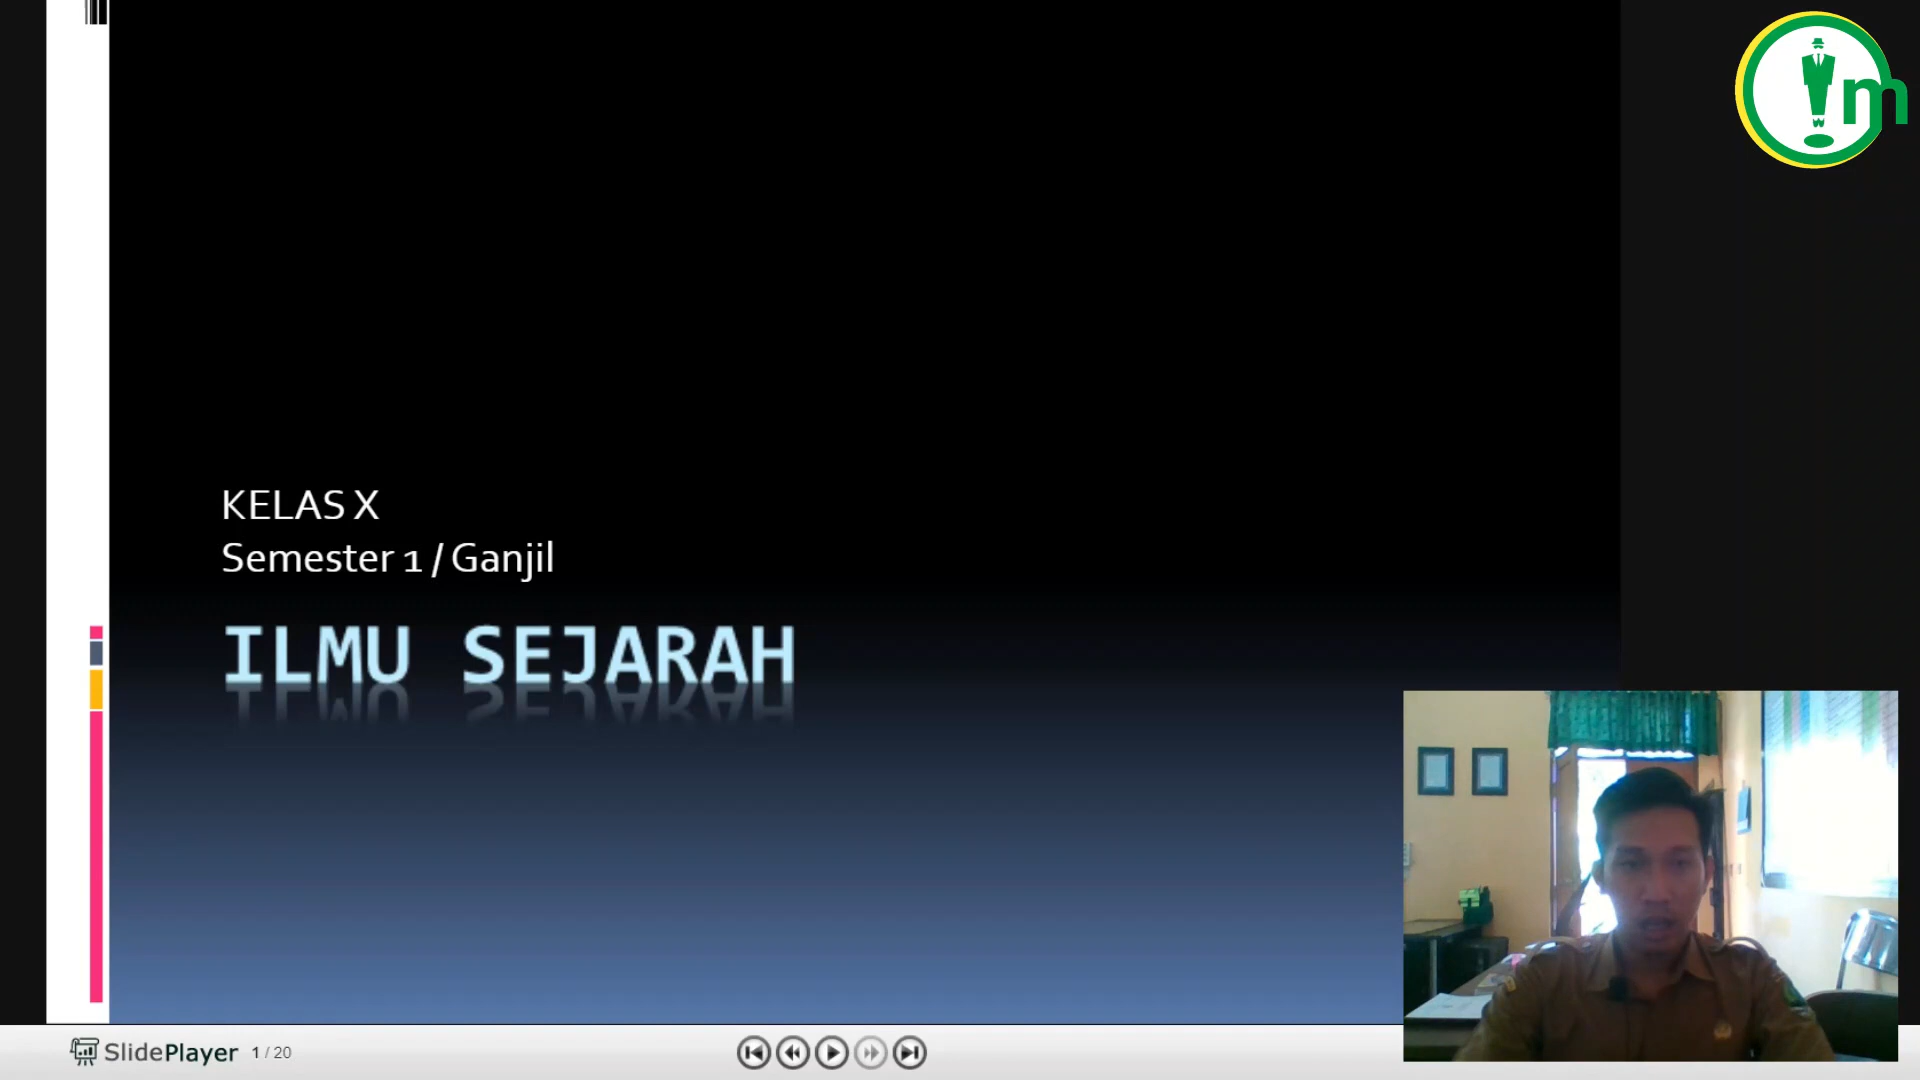 KELAS X
Semester 1 / Ganjil
ILMU SEJARAH
m
SlidePlayer 1 / 20